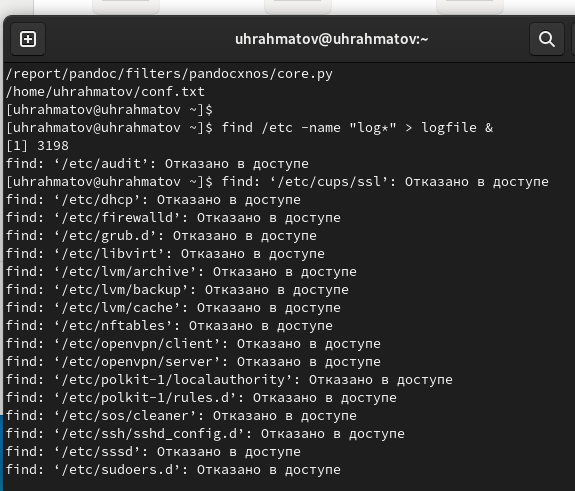 uhrahmatov@uhrahmatov:~
/report/pandoc/filters/pandocxnos/core.py
/home/uhrahmatov/conf.txt
[uhrahmatov@uhrahmatov ~]$
[uhrahmatov@uhrahmatov ~]$ find /etc -name "log*" > logfile &
[1] 3198
find: ‘/etc/audit’: Отказано в доступе
[uhrahmatov@uhrahmatov ~]$ find: ‘/etc/cups/ssl’: Отказано в доступе
find: ‘/etc/dhcp’: Отказано в доступе
find: ‘/etc/firewalld’: Отказано в доступе
find: ‘/etc/grub.d’: Отказано в доступе
find: ‘/etc/libvirt’: Отказано в доступе
find: ‘/etc/lvm/archive’: Отказано в доступе
find: ‘/etc/lvm/backup’: Отказано в доступе
find: ‘/etc/lvm/cache’: Отказано в доступе
find: ‘/etc/nftables’: Отказано в доступе
find: ‘/etc/openvpn/client’: Отказано в доступе
find: ‘/etc/openvpn/server’: Отказано в доступе
find: ‘/etc/polkit-1/localauthority’: Отказано в доступе
find: ‘/etc/polkit-1/rules.d’: Отказано в доступе
find: ‘/etc/sos/cleaner’: Отказано в доступе
find: ‘/etc/ssh/sshd_config.d’: Отказано в доступе
find: ‘/etc/sssd’: Отказано в доступе
find: ‘/etc/sudoers.d’: Отказано в доступе